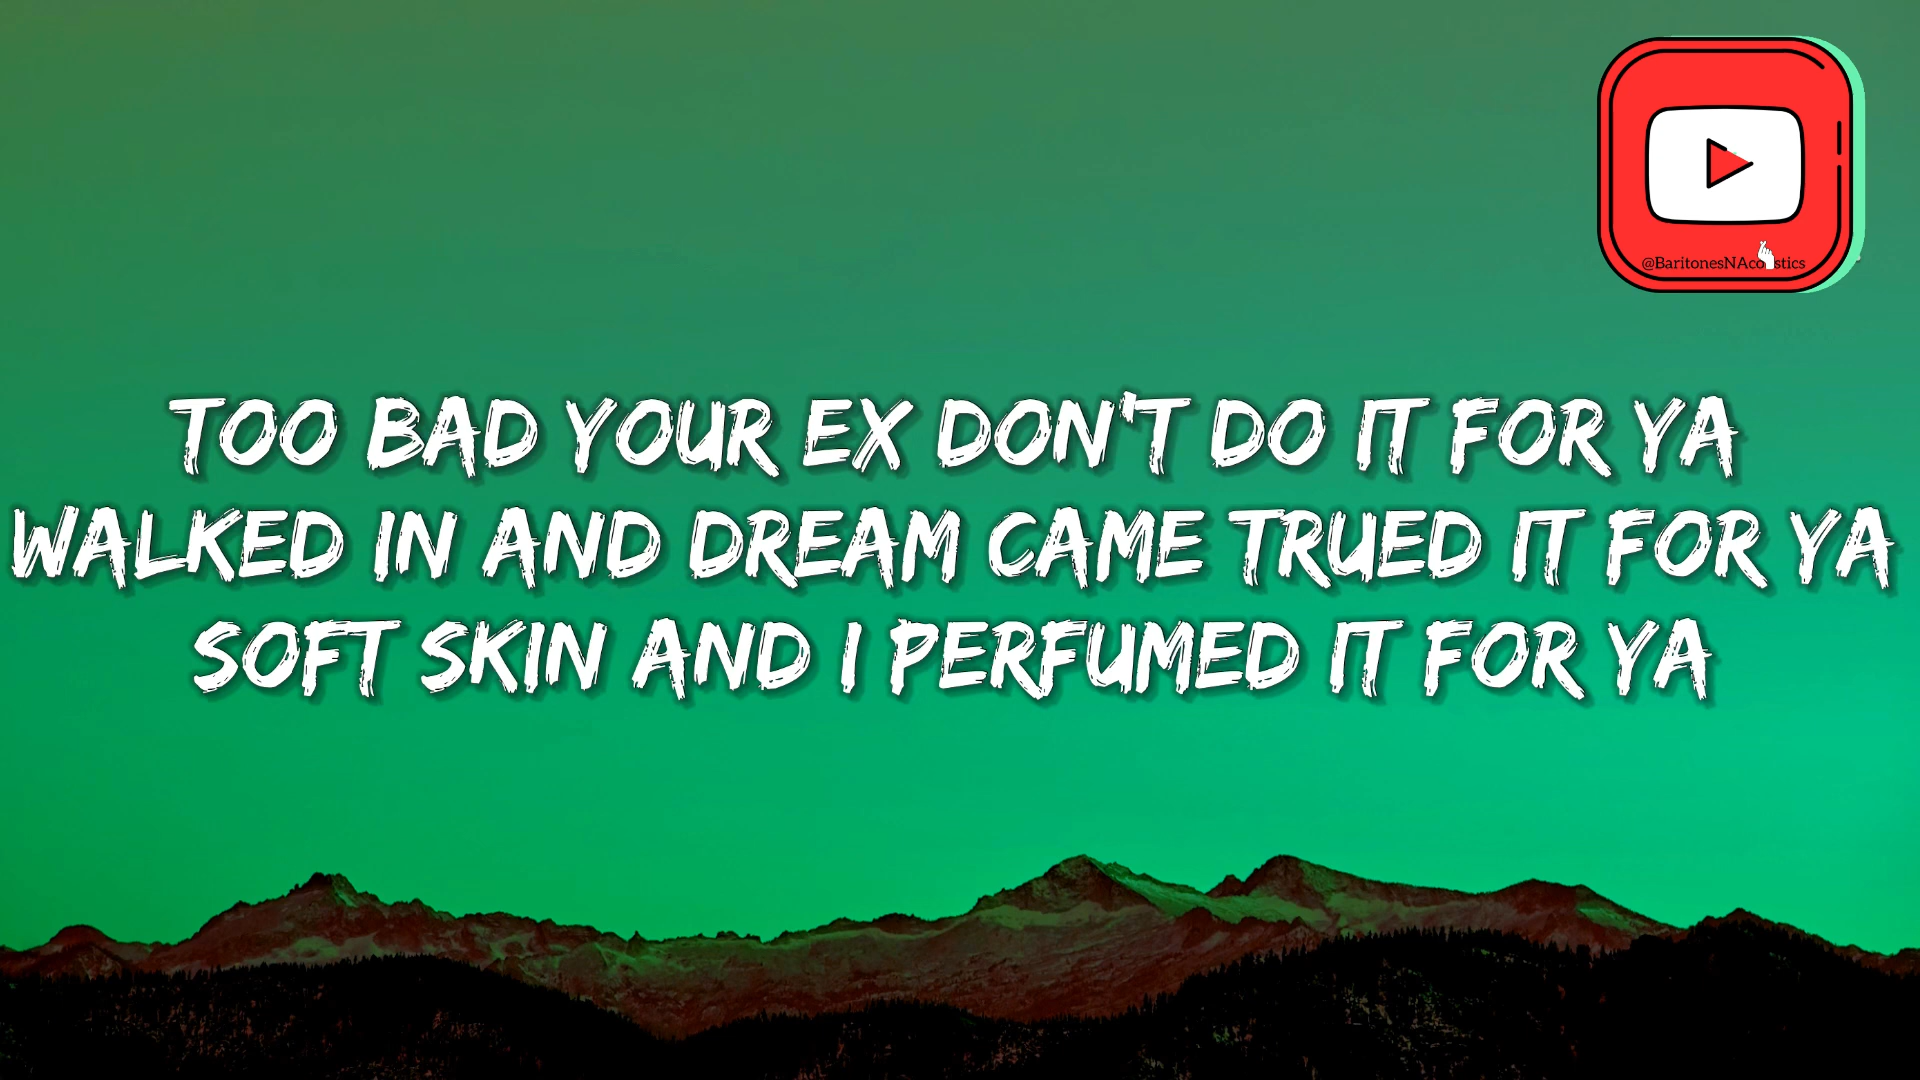 @BaritonesNAcoustics
TOO BAD YOUR EX DON'T DO IT FOR YA
WALKED IN AND DREAM CAME TRUED IT FOR YA
SOFT SKIN AND I PERFUMED IT FOR YA